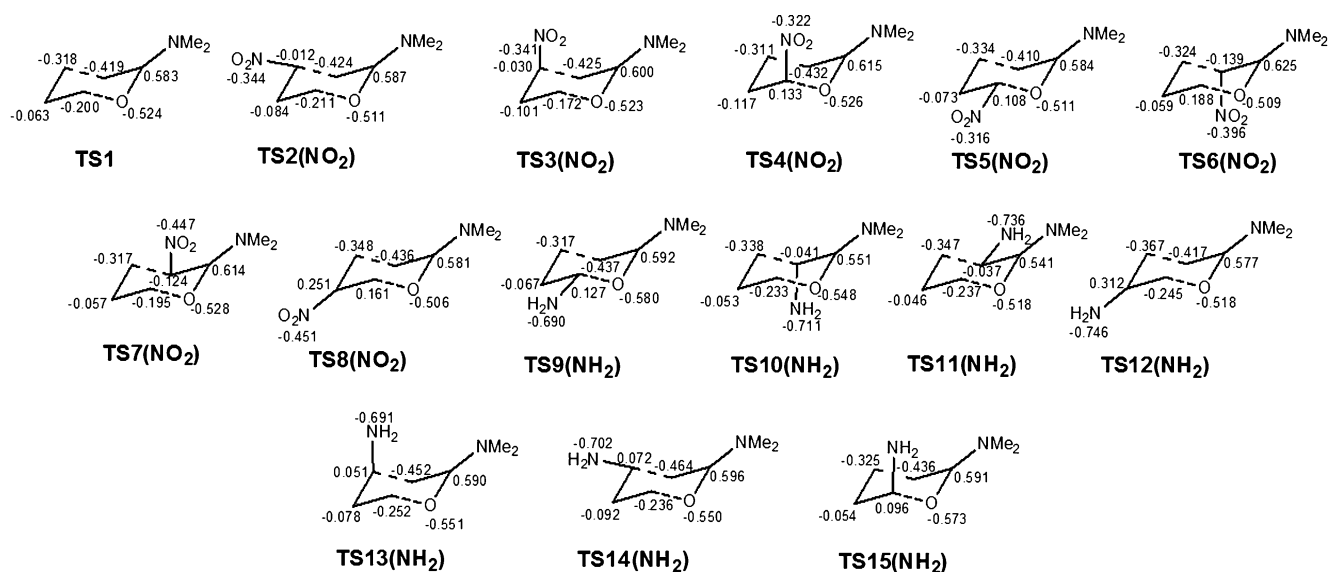 NMe2
-0.318
-0.419
0.583
O
-0.200
-0.063
-0.524
TS1
NMe2
-0.012
O2N
-0.424
-0.344
0.587
O
-0.211
-0.084
-0.511
TS2(NO2)
NO2
NMe2
-0.341
-0.030
-0.425
0.600
O
-0.172
-0.101
-0.523
TS3(NO2)
-0.322
NO2
NMe2
-0.311
-0.432
0.615
O
-0.117
0.133
-0.526
TS4(NO2)
NMe2
-0.334
-0.410
0.584
O
-0.073
0.108
-0.511
O2N
-0.316
TS5(NO2)
NMe2
-0.324
-0.139
0.625
O
-0.059
0.188
-0.509
NO2
-0.396
TS6(NO2)
-0.447
NO2
NMe2
-0.317
0.614
-0.124
O
-0.057
-0.195
-0.528
TS7(NO2)
NMe2
-0.348
-0.436
0.581
0.251
O
0.161
-0.506
O2N
-0.451
TS8(NO2)
NMe2
-0.317
0.592
-0.437
O
-0.067
0.127
-0.580
H2N
-0.690
TS9(NH2)
NMe2
-0.338
-0.041
0.551
O
-0.053
-0.233
-0.548
NH2
-0.711
TS10(NH2)
-0.736
NH2
NMe2
-0.347
0.541
-0.037
O
-0.046
-0.237
-0.518
TS11(NH2)
NMe2
-0.367
-0.417
0.577
0.312
O
-0.245
-0.518
H2N
-0.746
TS12(NH2)
-0.691
NH2
NMe2
0.051
-0.452
0.590
O
-0.078
-0.252
-0.551
TS13(NH2)
-0.702
H2N
NMe2
0.072
-0.464
0.596
O
-0.092
-0.236
-0.550
TS14(NH2)
NH2
NMe2
-0.325
-0.436
0.591
O
-0.054
0.096
-0.573
TS15(NH2)